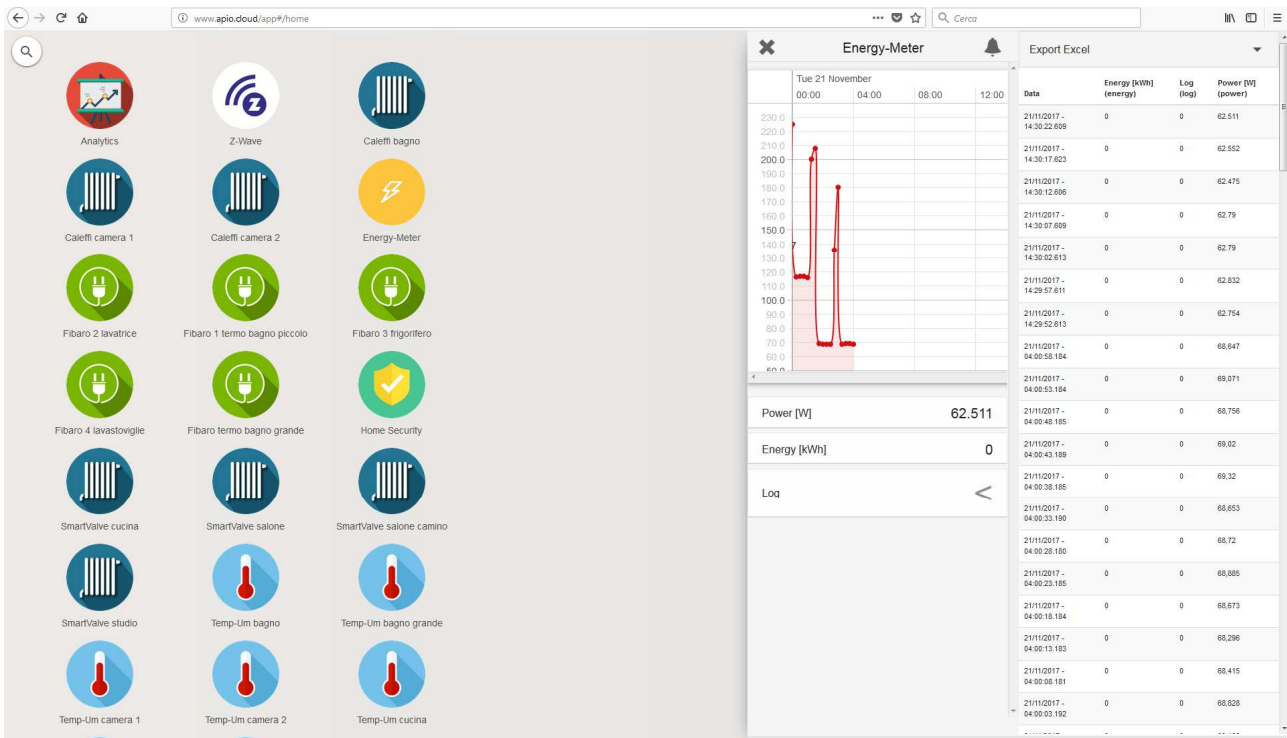 www.apio.cloud/app#/home
Cerca
Analytics
Z-Wave
Caleffi bagno
Caleffi camera 1
Caleffi camera 2
Energy-Meter
Fibaro 2 lavatrice
Fibaro 1 termo bagno piccolo
Fibaro 3 frigorifero
Fibaro 4 lavastoviglie
Fibaro termo bagno grande
Home Security
SmartValve cucina
SmartValve salone
SmartValve salone camino
SmartValve studio
Temp-Um bagno
Temp-Um bagno grande
Temp-Um camera 1
Temp-Um camera 2
Temp-Um cucina
Energy-Meter
Tue 21 November
00:00 04:00 08:00 12:00
230.0
220.0
210.0
200.0
190.0
180.0
170.0
160.0
150.0
140.0
130.0
120.0
110.0
100.0
90.0
80.0
70.0
60.0
50.0
7
Power [W] 62.511
Energy [kWh] 0
Log
Export Excel
Data Energy [kWh] (energy) Log (log) Power [W] (power)
21/11/2017 - 14:30:22.609 0 0 62.511
21/11/2017 - 14:30:17.623 0 0 62.552
21/11/2017 - 14:30:12.606 0 0 62.475
21/11/2017 - 14:30:07.609 0 0 62.79
21/11/2017 - 14:30:02.613 0 0 62.79
21/11/2017 - 14:29:57.611 0 0 62.832
21/11/2017 - 14:29:52.613 0 0 62.754
21/11/2017 - 04:00:58.184 0 0 68,647
21/11/2017 - 04:00:53.184 0 0 69,071
21/11/2017 - 04:00:48.185 0 0 68,756
21/11/2017 - 04:00:43.189 0 0 69,02
21/11/2017 - 04:00:38.185 0 0 69,32
21/11/2017 - 04:00:33.190 0 0 68,653
21/11/2017 - 04:00:28.180 0 0 68,72
21/11/2017 - 04:00:23.185 0 0 68,885
21/11/2017 - 04:00:18.184 0 0 68,673
21/11/2017 - 04:00:13.183 0 0 68,296
21/11/2017 - 04:00:08.181 0 0 68,415
21/11/2017 - 04:00:03.192 0 0 68,828